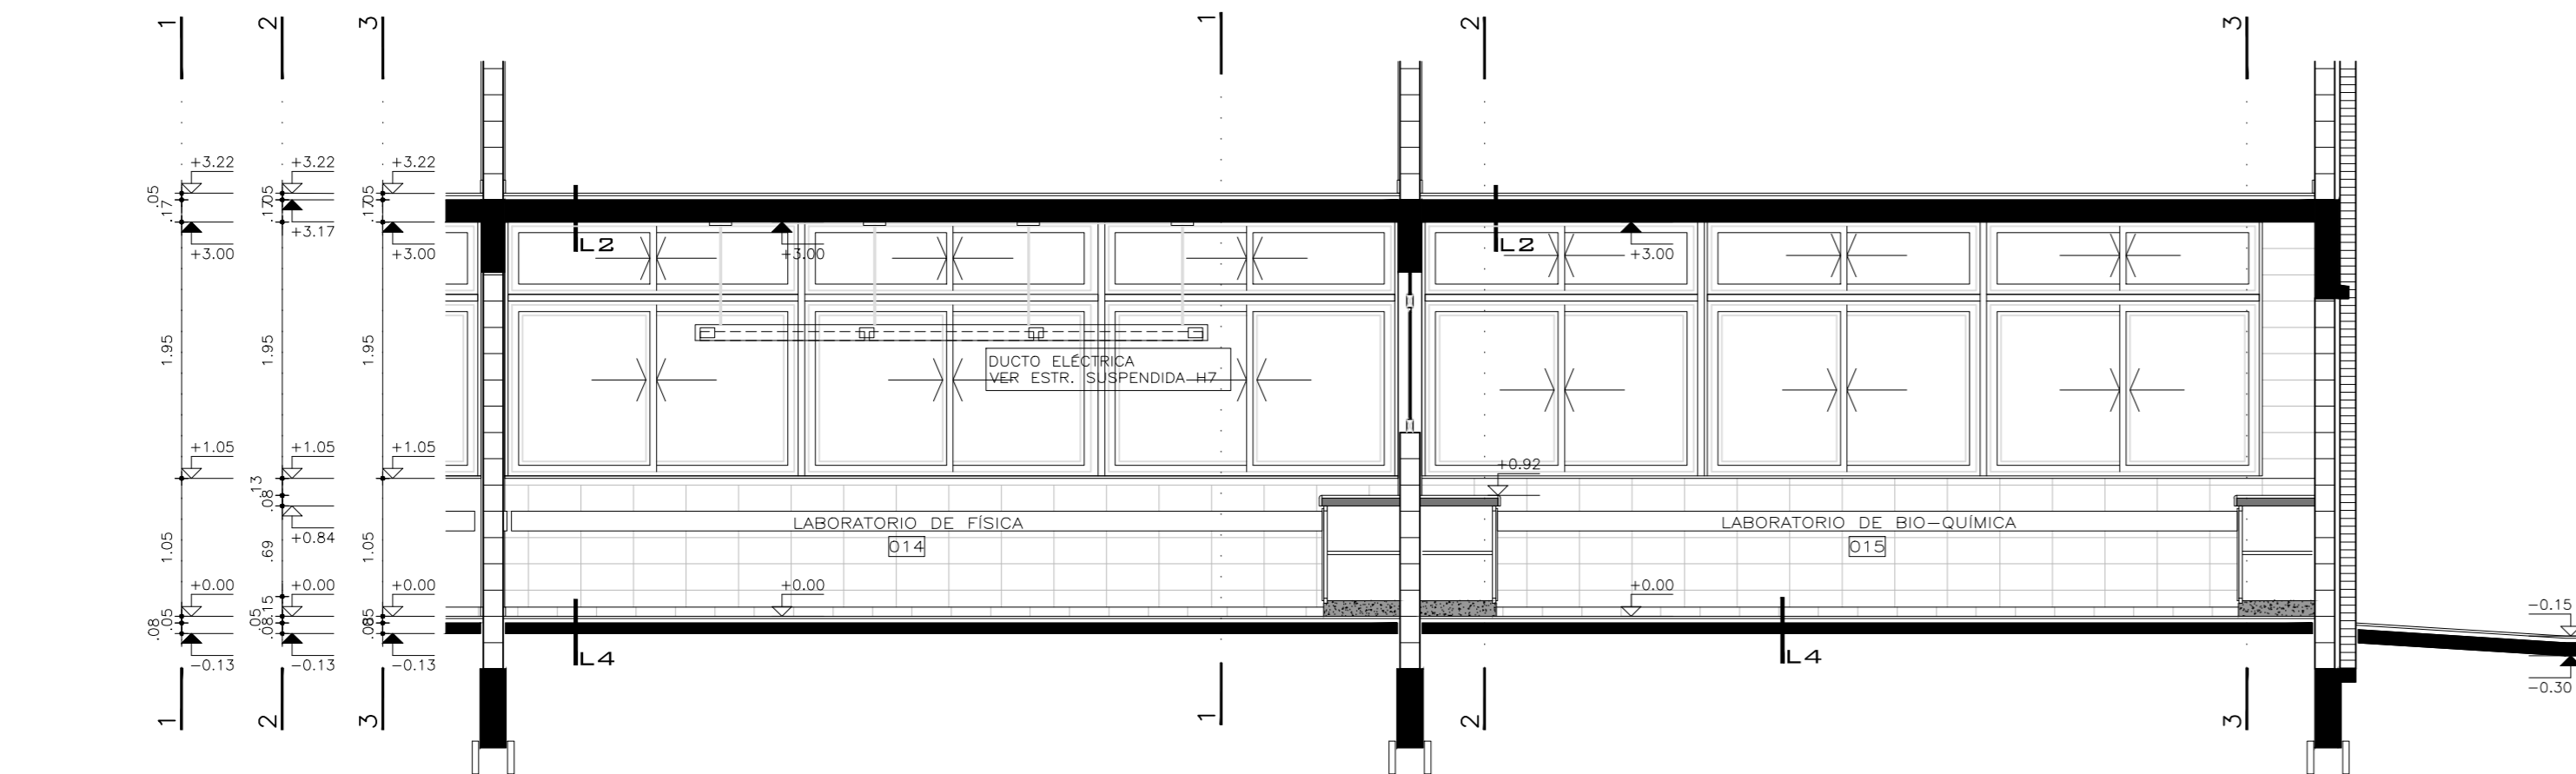 1 2 3 1 2 3
+3.22 +3.22 +3.22
.05 .05 .05
.17 .17 .17
+3.17
+3.00 +3.00 +3.00
L2 +3.00 L2 +3.00
1.95 1.95 1.95
DUCTO ELÉCTRICA
VER ESTR. SUSPENDIDA H7
+1.05 +1.05 +1.05
+0.92
.13
.08
LABORATORIO DE FÍSICA LABORATORIO DE BIO-QUÍMICA
+0.84
1.05 .69 1.05
014 015
+0.00 +0.00 +0.00 +0.00 +0.00
.15
.05 .05 .05
.08 .08 .08
-0.15
-0.13 -0.13 -0.13
L4 L4
-0.30
1 2 3 1 2 3